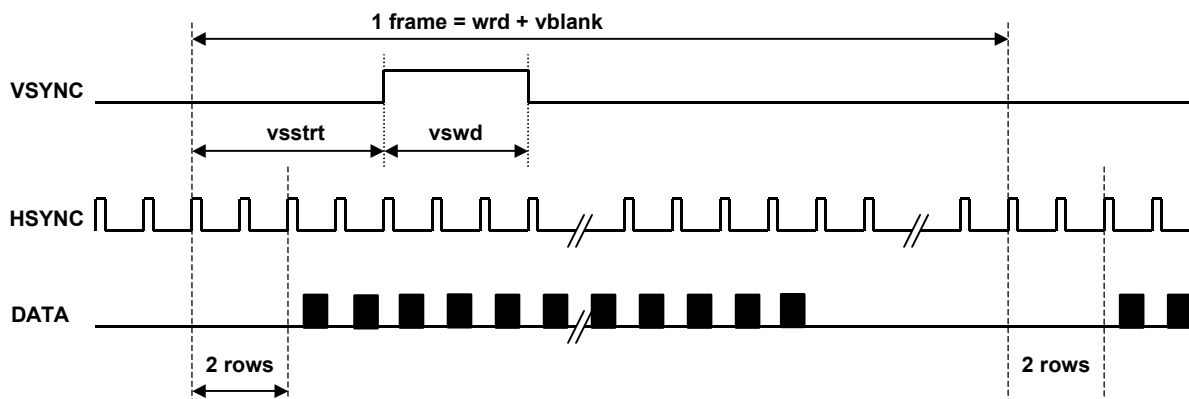 1 frame = wrd + vblank
VSYNC
vsstrt
vswd
HSYNC
DATA
2 rows
2 rows